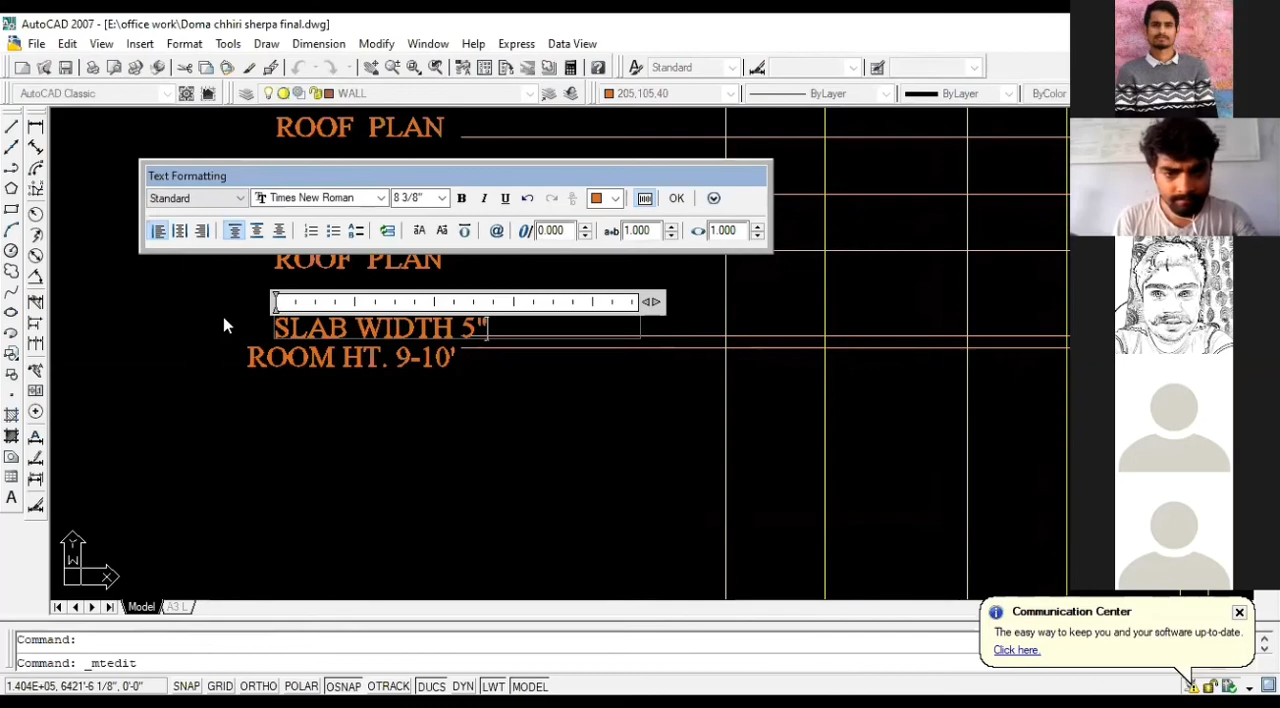 AutoCAD 2007 - [E:\office work\Doma chhiri sherpa final.dwg]
File Edit View Insert Format Tools Draw Dimension Modify Window Help Express Data View
Standard
AutoCAD Classic WALL 205,105,40 ByLayer ByLayer ByColor
ROOF PLAN
Text Formatting
Standard Times New Roman 8 3/8" B I U OK
@ 0/ 0.000 a+b 1.000 1.000
ROOF PLAN
SLAB WIDTH 5"
ROOM HT. 9-10'
Y
W
X
Model A3 L
Communication Center
The easy way to keep you and your software up-to-date.
Click here.
Command:
Command: _mtedit
1.404E+05, 6421'-6 1/8", 0'-0" SNAP GRID ORTHO POLAR OSNAP OTRACK DUCS DYN LWT MODEL